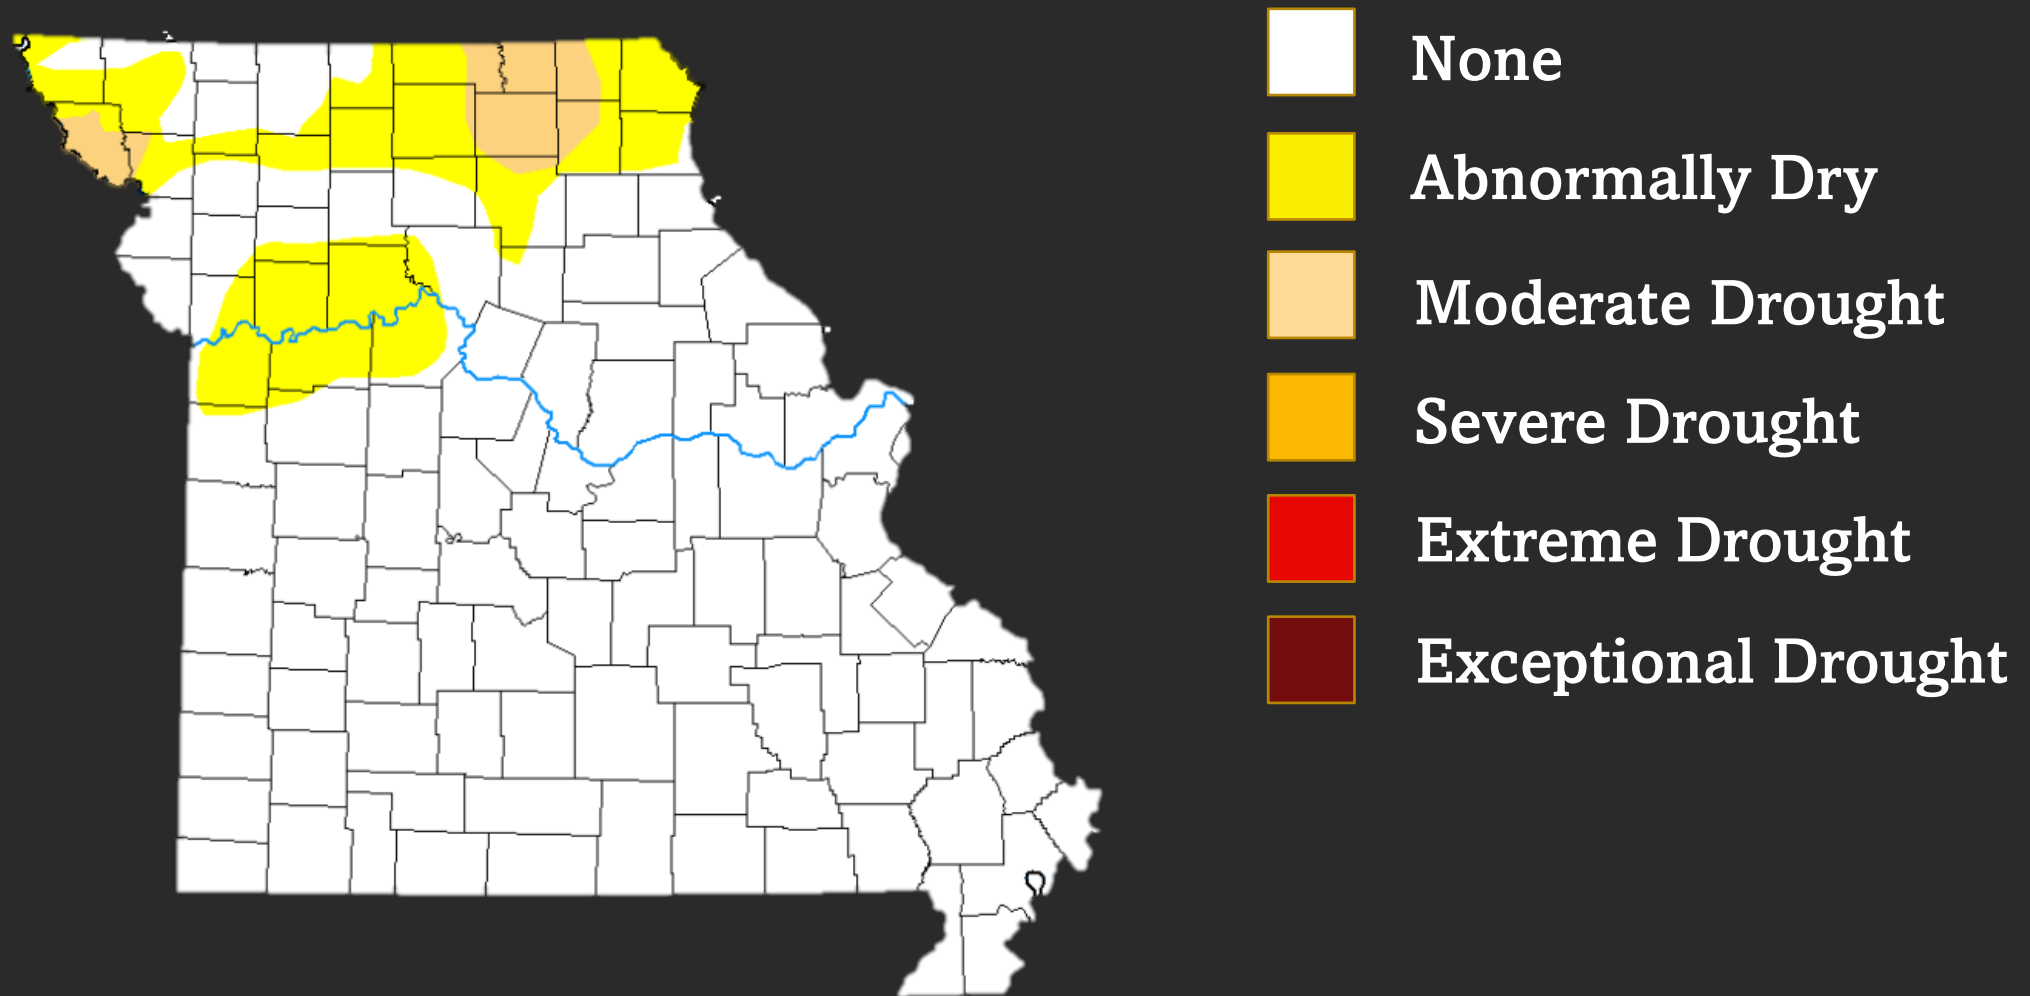 None
Abnormally Dry
Moderate Drought
Severe Drought
Extreme Drought
Exceptional Drought